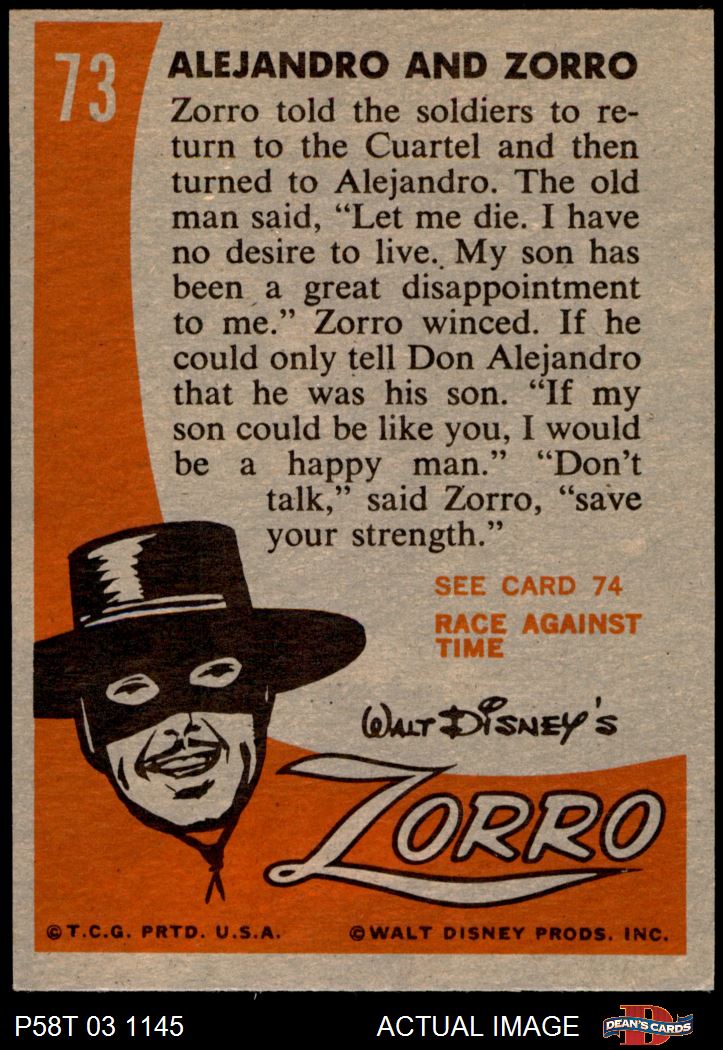 73
ALEJANDRO AND ZORRO
Zorro told the soldiers to re-
turn to the Cuartel and then
turned to Alejandro. The old
man said, “Let me die. I have
no desire to live. My son has
been a great disappointment
to me.” Zorro winced. If he
could only tell Don Alejandro
that he was his son. “If my
son could be like you, I would
be a happy man.” “Don’t
talk,” said Zorro, “save
your strength.”
SEE CARD 74
RACE AGAINST
TIME
WALT DISNEY’S
ZORRO
© T.C.G. PRTD. U.S.A.
© WALT DISNEY PRODS. INC.
P58T 03 1145
ACTUAL IMAGE
D
DEAN'S CARDS